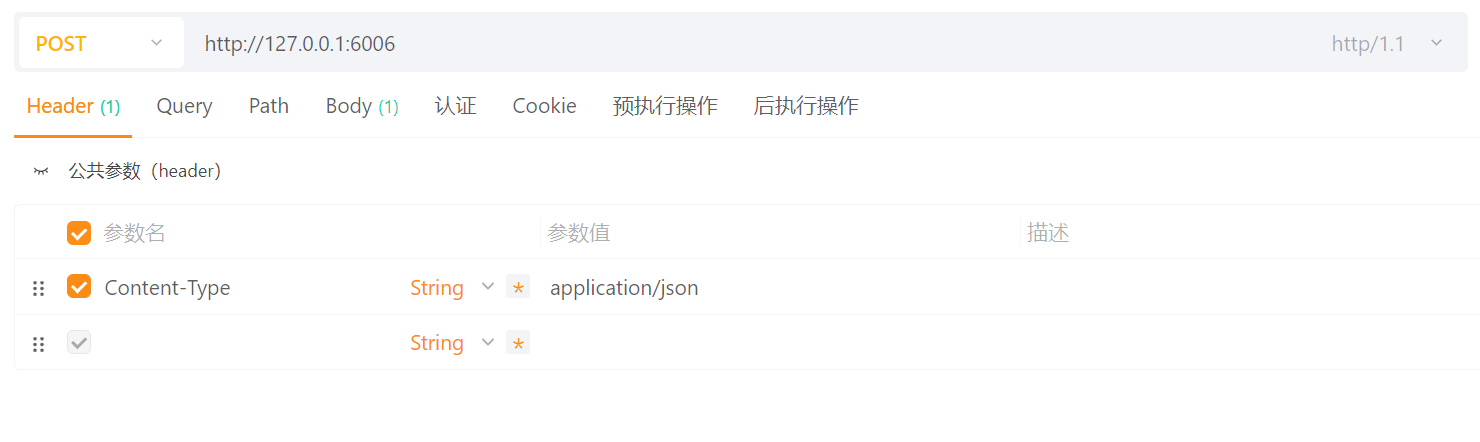 POST http://127.0.0.1:6006 http/1.1
Header (1) Query Path Body (1) 认证 Cookie 预执行操作 后执行操作
公共参数（header）
参数名 参数值 描述
Content-Type String * application/json
String *